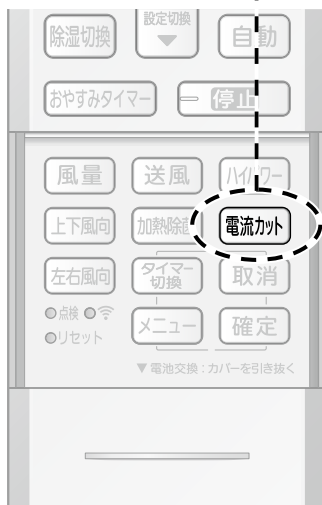 除湿切換 設定切換 自動
おやすみタイマー 停止
風量 送風 ハイパワー
上下風向 加熱除菌 電流カット
左右風向 タイマー切換 取消
点検
リセット メニュー 確定
▼電池交換：カバーを引き抜く